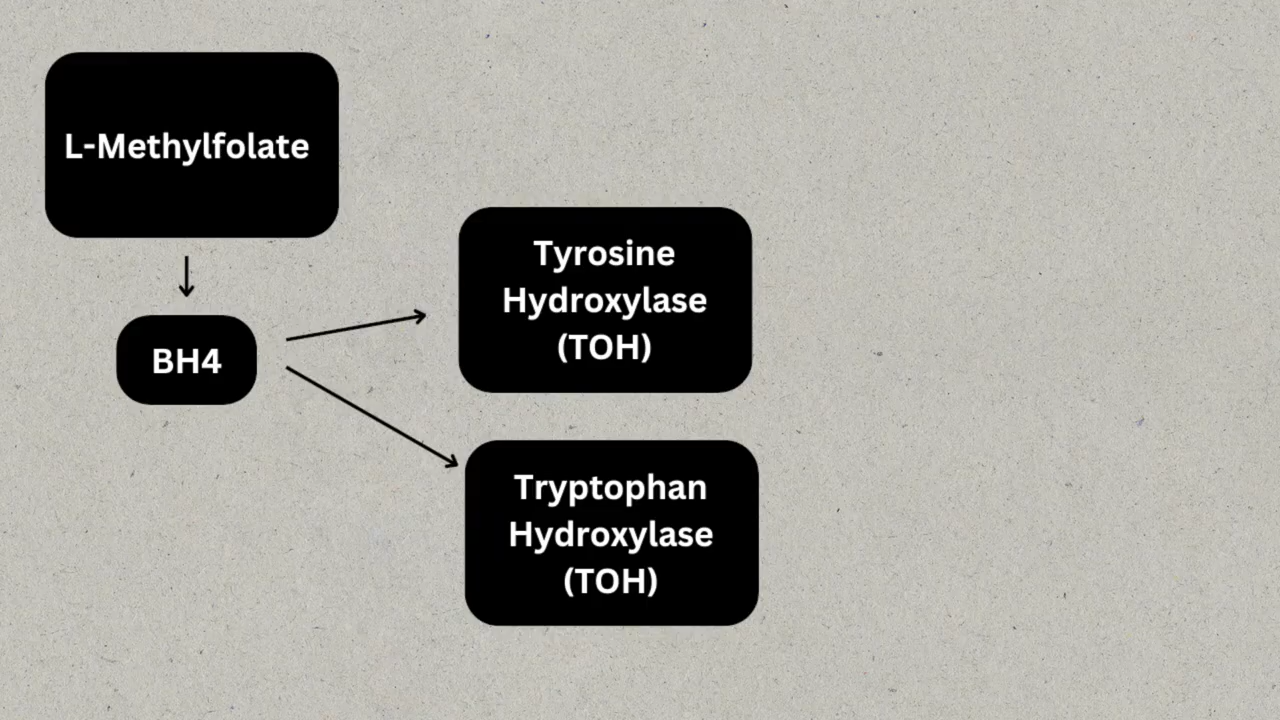 L-Methylfolate
BH4
Tyrosine
Hydroxylase
(TOH)
Tryptophan
Hydroxylase
(TOH)